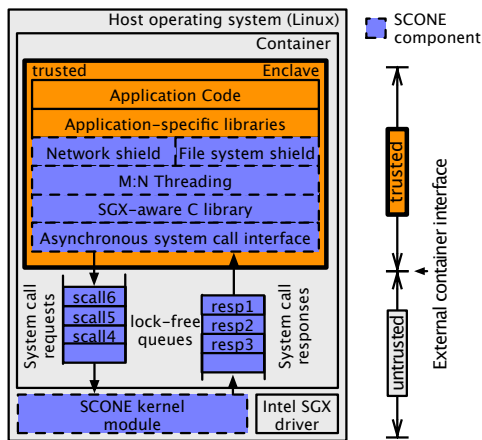 Host operating system (Linux)
Container
trusted
Enclave
Application Code
Application-specific libraries
Network shield
File system shield
M:N Threading
SGX-aware C library
Asynchronous system call interface
System call
requests
scall6
scall5
scall4
lock-free
queues
resp1
resp2
resp3
System call
responses
SCONE kernel
module
Intel SGX
driver
SCONE
component
trusted
untrusted
External container interface